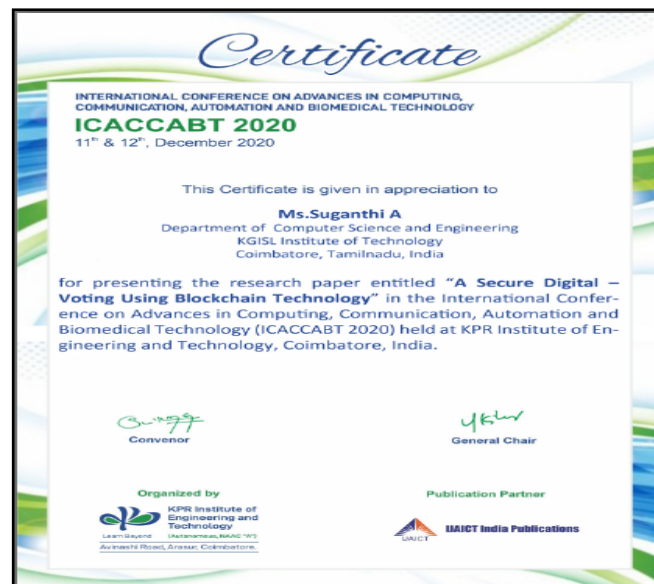 Certificate
INTERNATIONAL CONFERENCE ON ADVANCES IN COMPUTING,
COMMUNICATION, AUTOMATION AND BIOMEDICAL TECHNOLOGY
ICACCABT 2020
11th & 12th, December 2020
This Certificate is given in appreciation to
Ms.Suganthi A
Department of Computer Science and Engineering
KGISL Institute of Technology
Coimbatore, Tamilnadu, India
for presenting the research paper entitled “A Secure Digital –
Voting Using Blockchain Technology” in the International Confer-
ence on Advances in Computing, Communication, Automation and
Biomedical Technology (ICACCABT 2020) held at KPR Institute of En-
gineering and Technology, Coimbatore, India.
Convenor
General Chair
Organized by
Publication Partner
KPR Institute of
Engineering and
Technology
Learn Beyond (Autonomous, NAAC "A")
Avinashi Road, Arasur, Coimbatore.
IJAICT
IJAICT India Publications